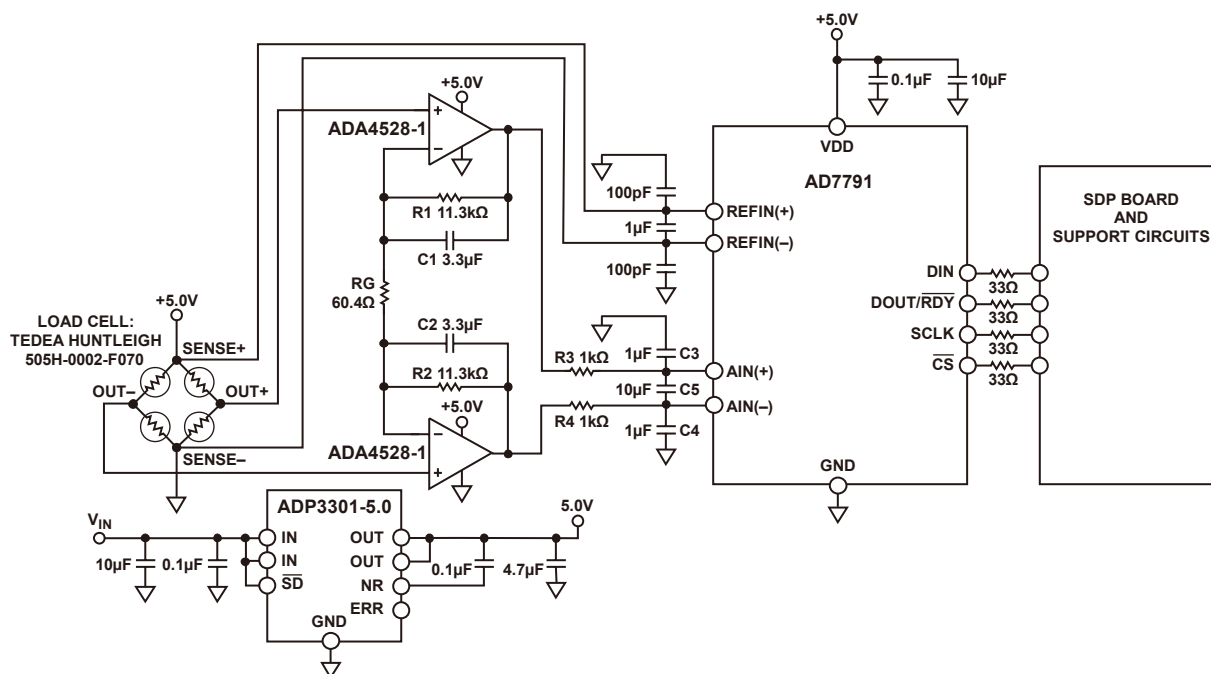 +5.0V
0.1µF
10µF
+5.0V
ADA4528-1
VDD
AD7791
100pF
R1 11.3kΩ
REFIN(+)
1µF
REFIN(–)
C1 3.3µF
100pF
RG
60.4Ω
SDP BOARD
AND
SUPPORT CIRCUITS
DIN
33Ω
DOUT/RDY
33Ω
SCLK
33Ω
CS
33Ω
+5.0V
LOAD CELL:
TEDEA HUNTLEIGH
505H-0002-F070
SENSE+
OUT–
OUT+
SENSE–
C2 3.3µF
R2 11.3kΩ
+5.0V
ADA4528-1
R3 1kΩ
1µF
C3
AIN(+)
10µF
C5
R4 1kΩ
AIN(–)
1µF
C4
GND
ADP3301-5.0
VIN
IN
OUT
5.0V
10µF
0.1µF
IN
OUT
0.1µF
4.7µF
SD
NR
ERR
GND